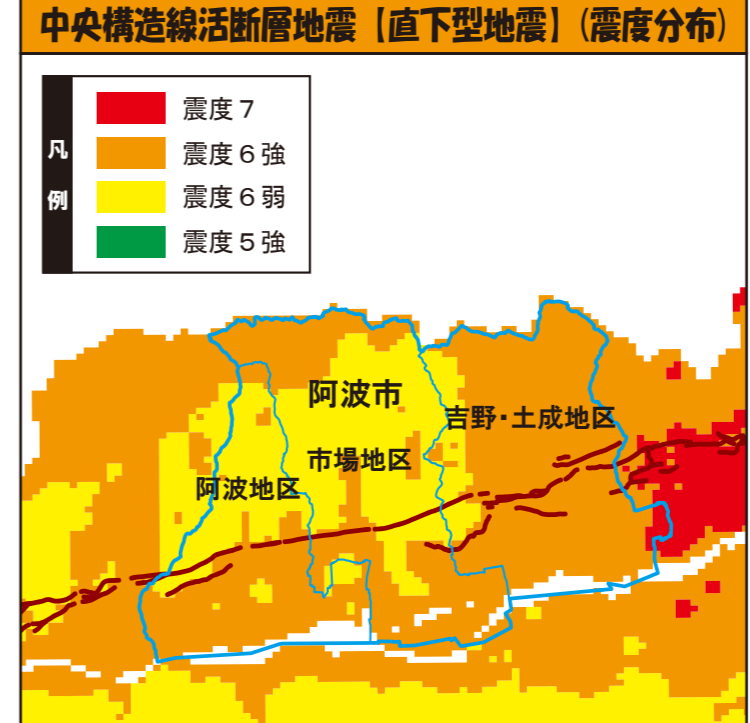 中央構造線活断層地震【直下型地震】(震度分布)
凡例
震度7
震度6強
震度6弱
震度5強
阿波市
吉野・土成地区
市場地区
阿波地区